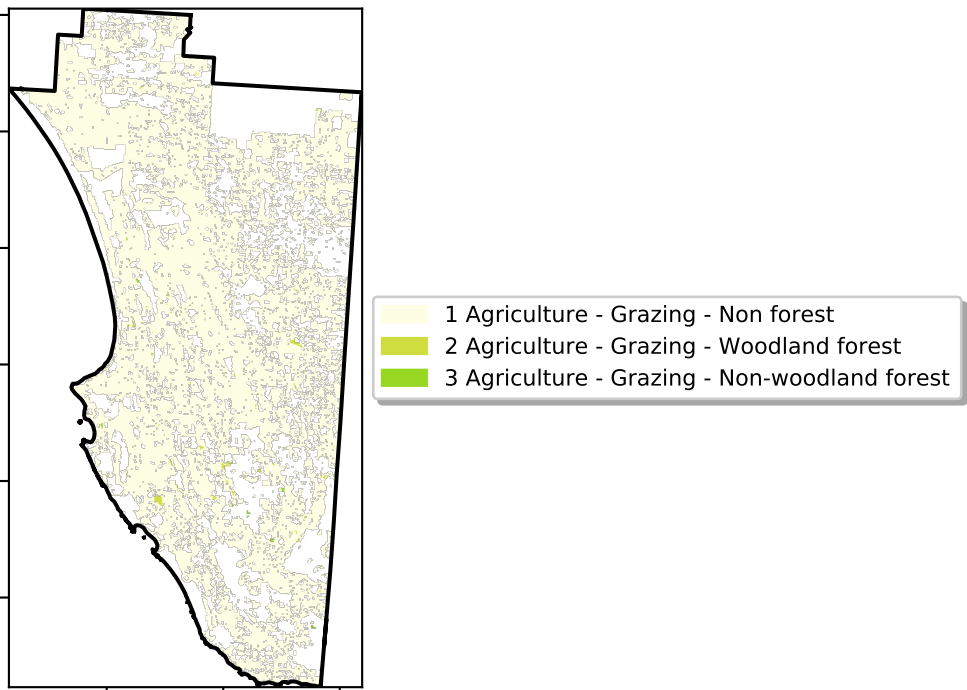 1 Agriculture - Grazing - Non forest
2 Agriculture - Grazing - Woodland forest
3 Agriculture - Grazing - Non-woodland forest